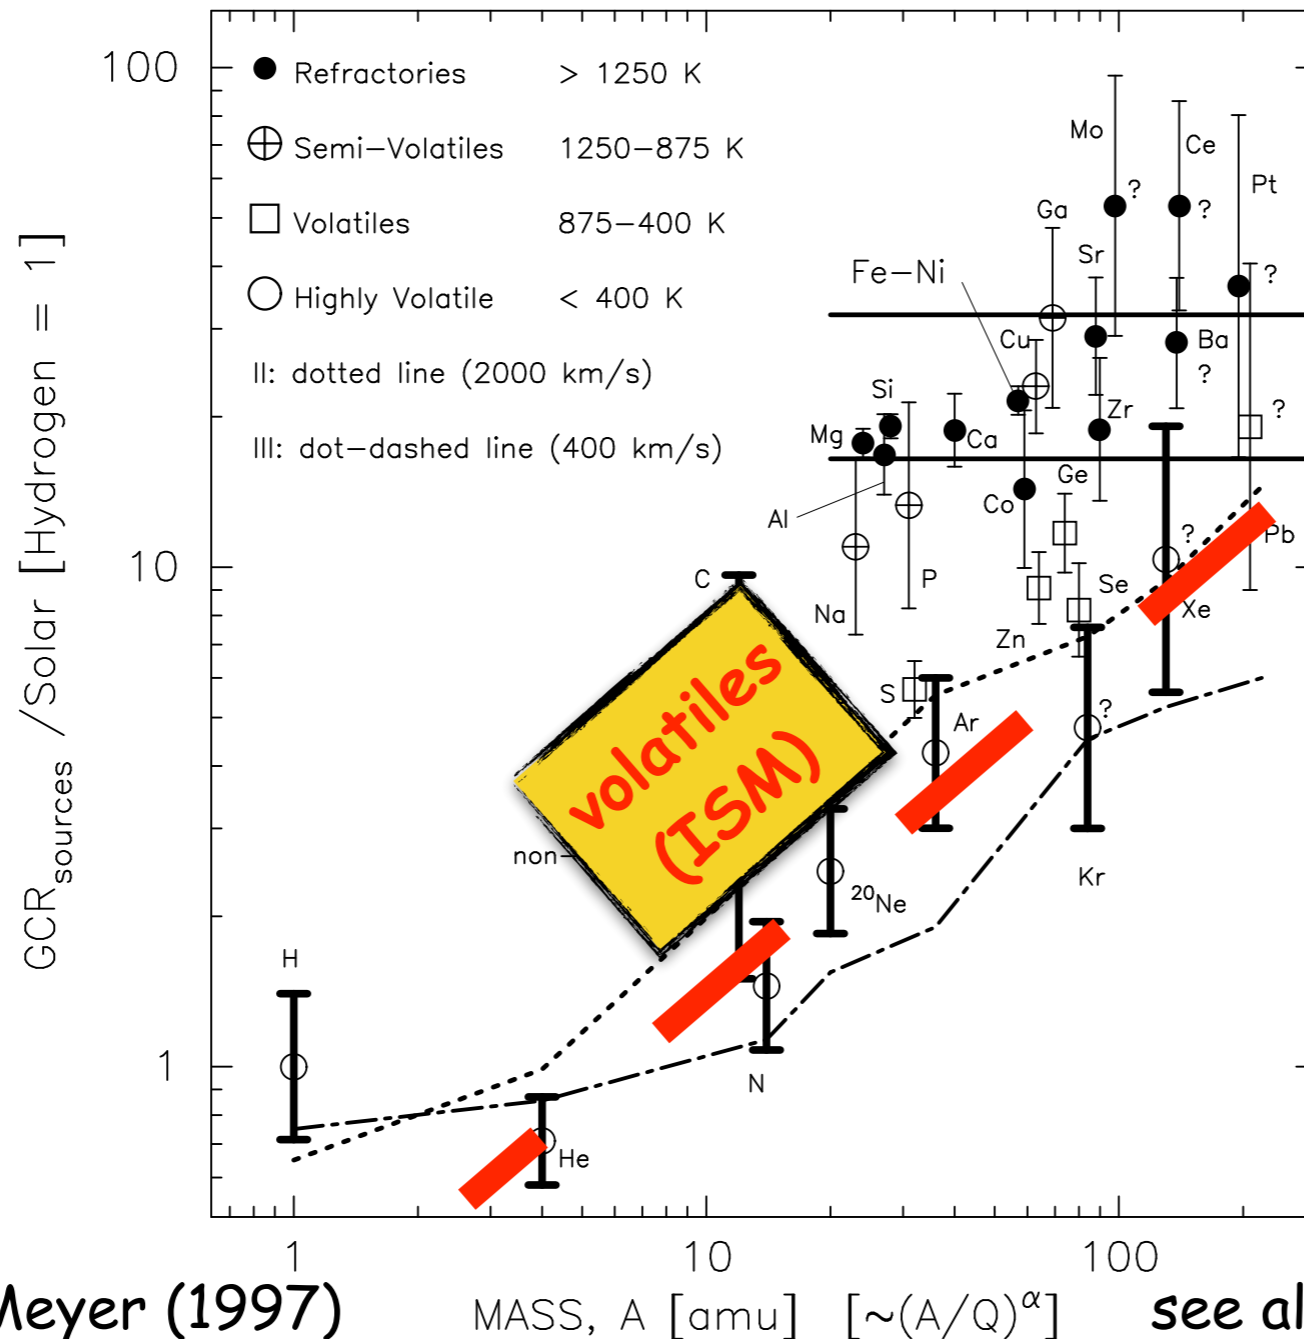 100
10
1
GCR_sources /Solar [Hydrogen = 1]
Refractories > 1250 K
Semi-Volatiles 1250-875 K
Volatiles 875-400 K
Highly Volatile < 400 K
II: dotted line (2000 km/s)
III: dot-dashed line (400 km/s)
Mo
?
Ce
?
Pt
?
Ga
Sr
Fe-Ni
Cu
Ba
?
Si
Mg
Ca
Zr
?
Al
Co
Ge
C
Na
P
Zn
Se
?
Xe
Pb
S
Ar
?
Kr
volatiles
(ISM)
non-
²⁰Ne
N
H
He
1
10
100
Meyer (1997)
MASS, A [amu] [~(A/Q)^α]
see al